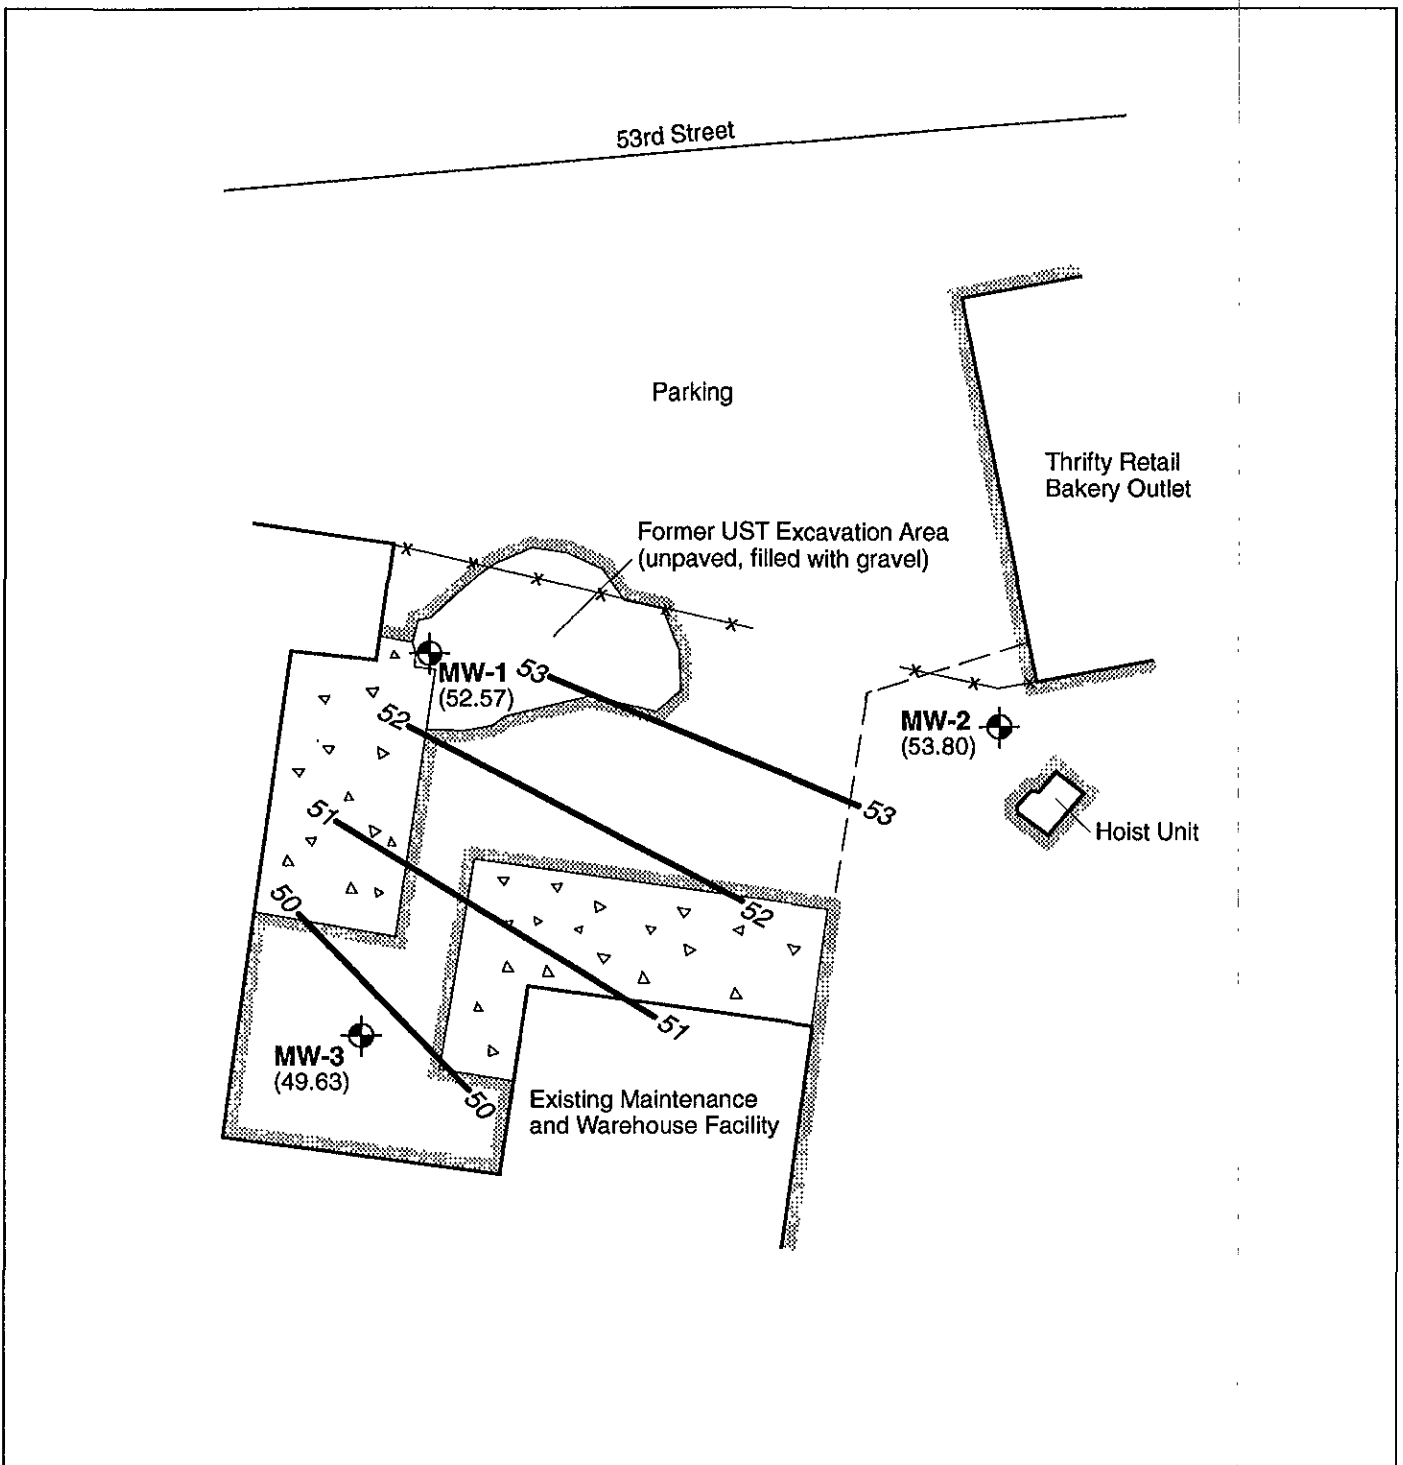 53rd Street
Parking
Thrifty Retail
Bakery Outlet
Former UST Excavation Area
(unpaved, filled with gravel)
MW-1
(52.57)
53
52
MW-2
(53.80)
53
Hoist Unit
51
50
52
51
MW-3
(49.63)
50
Existing Maintenance
and Warehouse Facility